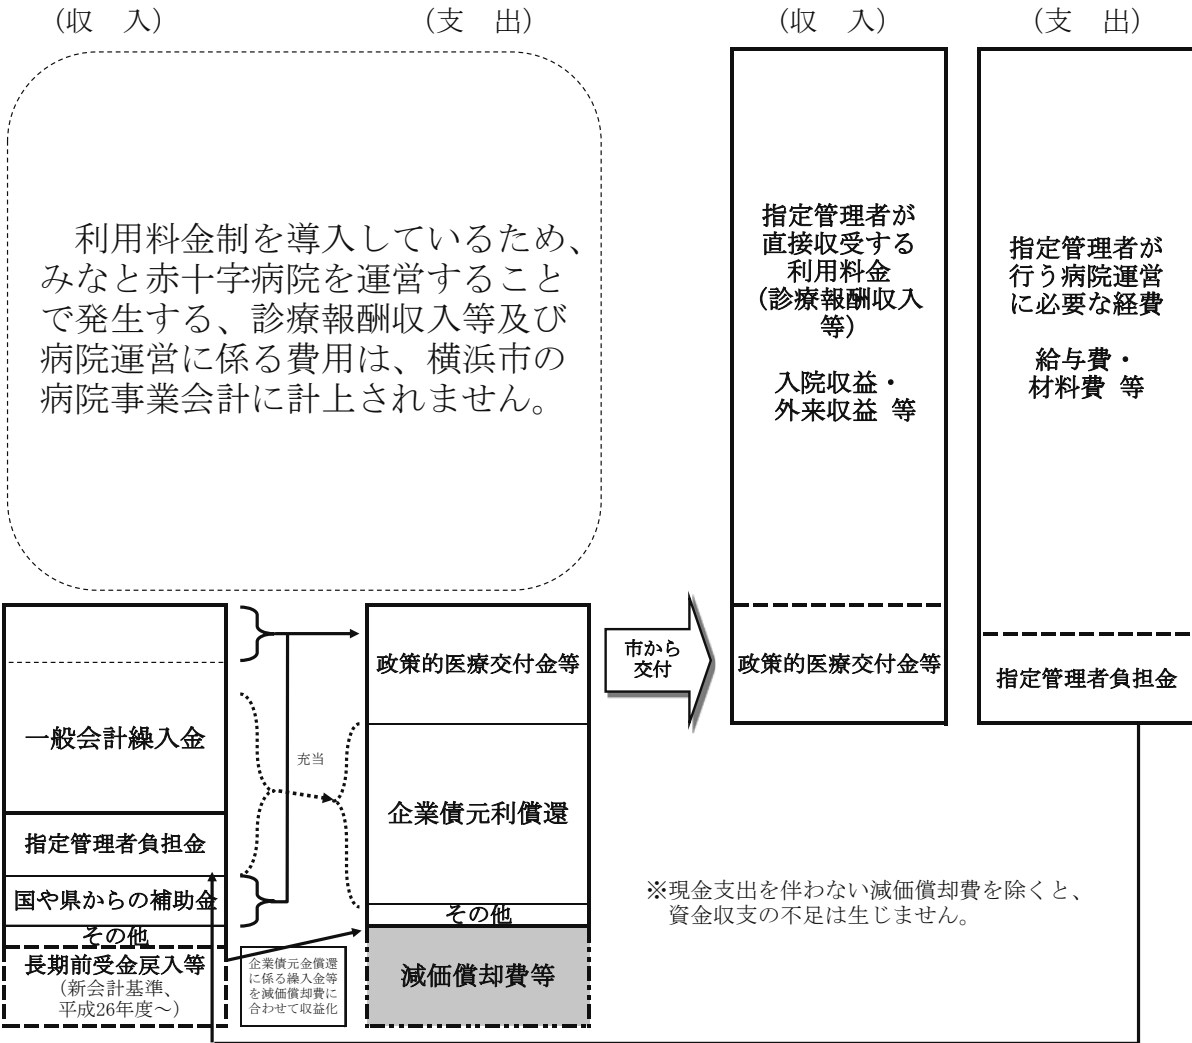 (収　入)
(支　出)
(収　入)
(支　出)
利用料金制を導入しているため、
みなと赤十字病院を運営すること
で発生する、診療報酬収入等及び
病院運営に係る費用は、横浜市の
病院事業会計に計上されません。
指定管理者が
直接収受する
利用料金
(診療報酬収入
等)
入院収益・
外来収益 等
指定管理者が
行う病院運営
に必要な経費
給与費・
材料費 等
一般会計繰入金
指定管理者負担金
国や県からの補助金
その他
長期前受金戻入等
(新会計基準、
平成26年度～)
充当
企業債元金償還
に係る繰入金等
を減価償却費に
合わせて収益化
政策的医療交付金等
企業債元利償還
その他
減価償却費等
市から
交付
政策的医療交付金等
指定管理者負担金
※現金支出を伴わない減価償却費を除くと、
資金収支の不足は生じません。